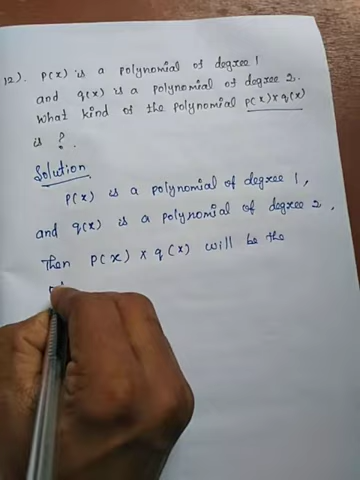 12). P(x) is a polynomial of degree 1
and q(x) is a polynomial of degree 2.
What kind of the polynomial P(x)×q(x)
is ?
Solution
P(x) is a polynomial of degree 1,
and q(x) is a polynomial of degree 2.
Then P(x) × q(x) will be the